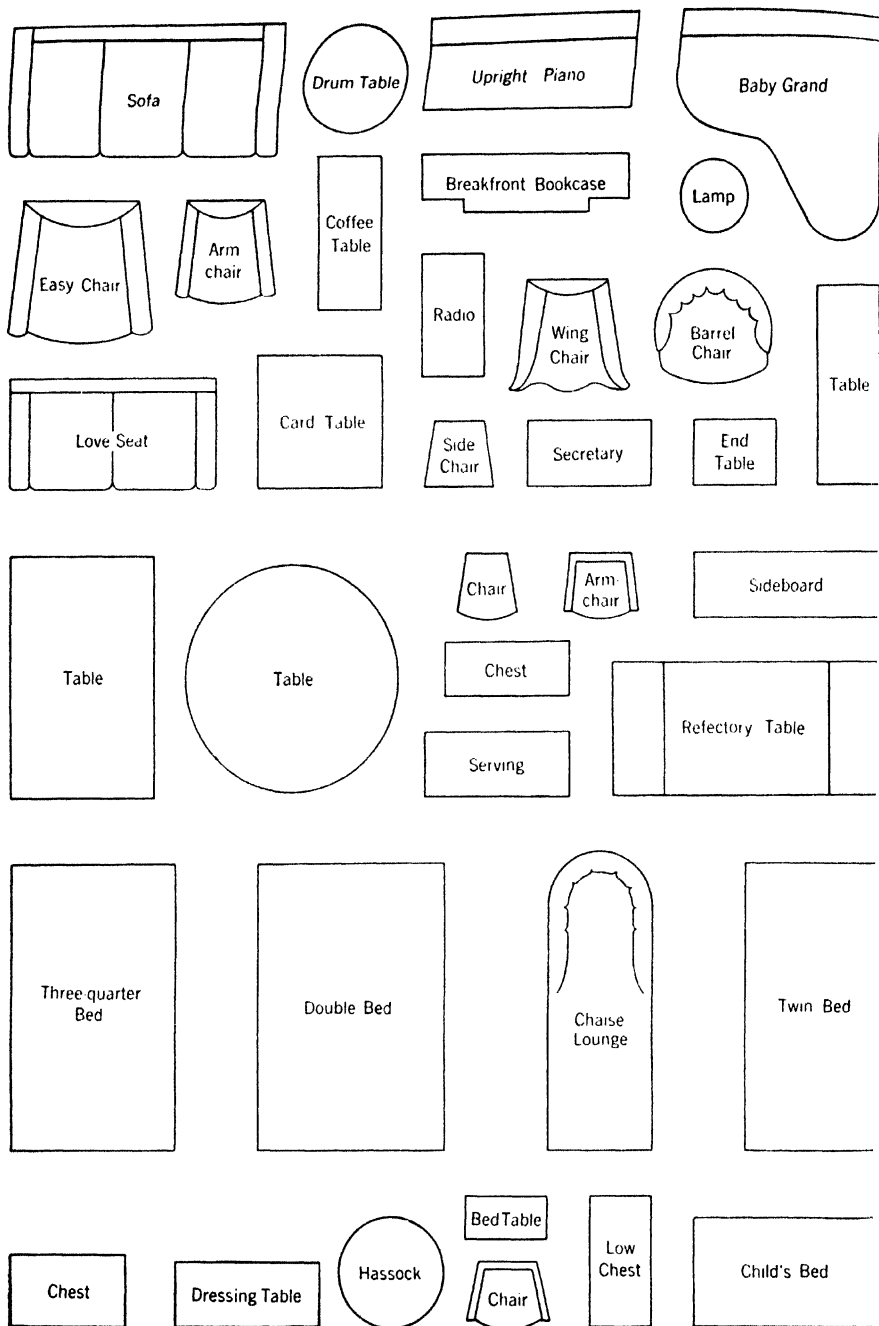 Sofa
Drum Table
Upright Piano
Baby Grand
Breakfront Bookcase
Lamp
Coffee
Table
Easy Chair
Arm
chair
Radio
Wing
Chair
Barrel
Chair
Table
Love Seat
Card Table
Side
Chair
Secretary
End
Table
Table
Table
Chair
Arm-
chair
Sideboard
Chest
Refectory Table
Serving
Three-quarter
Bed
Double Bed
Chaise
Lounge
Twin Bed
Chest
Dressing Table
Hassock
Bed Table
Chair
Low
Chest
Child's Bed